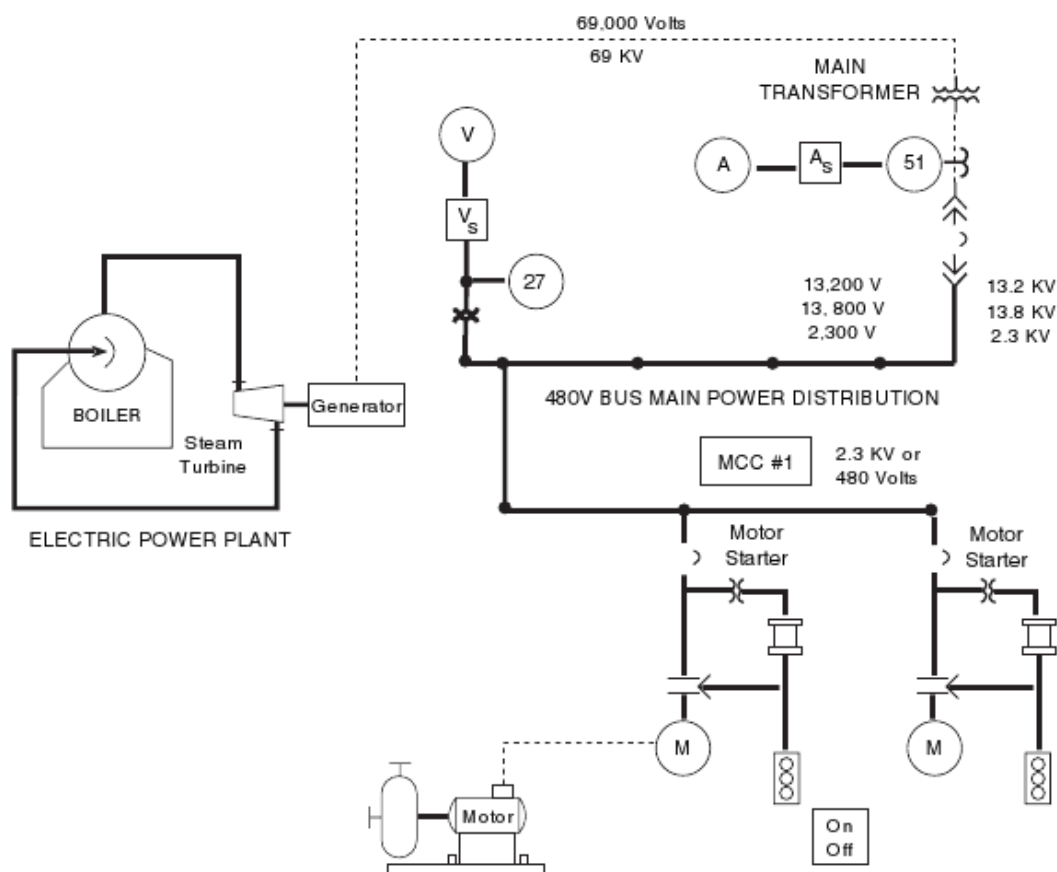 69,000 Volts
69 KV
MAIN
TRANSFORMER
V
A
As
51
Vs
27
13,200 V
13.2 KV
13, 800 V
13.8 KV
2,300 V
2.3 KV
480V BUS MAIN POWER DISTRIBUTION
BOILER
Generator
Steam
Turbine
ELECTRIC POWER PLANT
MCC #1
2.3 KV or
480 Volts
Motor
Starter
Motor
Starter
M
M
Motor
On
Off